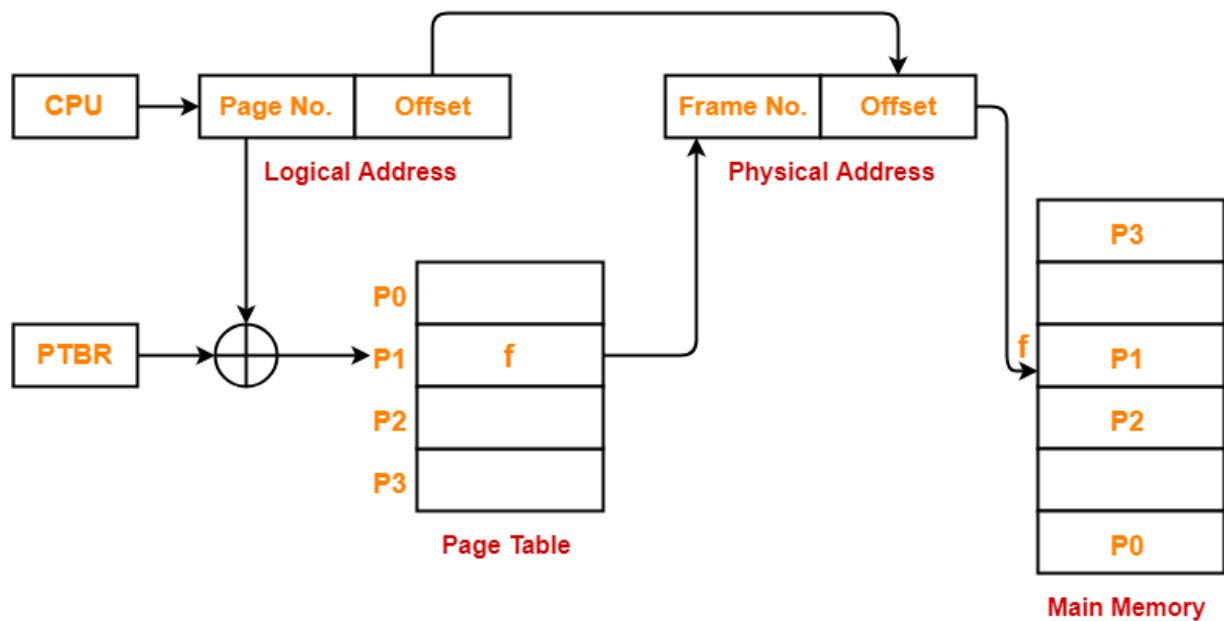 CPU
Page No.
Offset
Frame No.
Offset
Logical Address
Physical Address
P3
P0
PTBR
P1
f
f
P1
P2
P2
P3
P0
Page Table
Main Memory